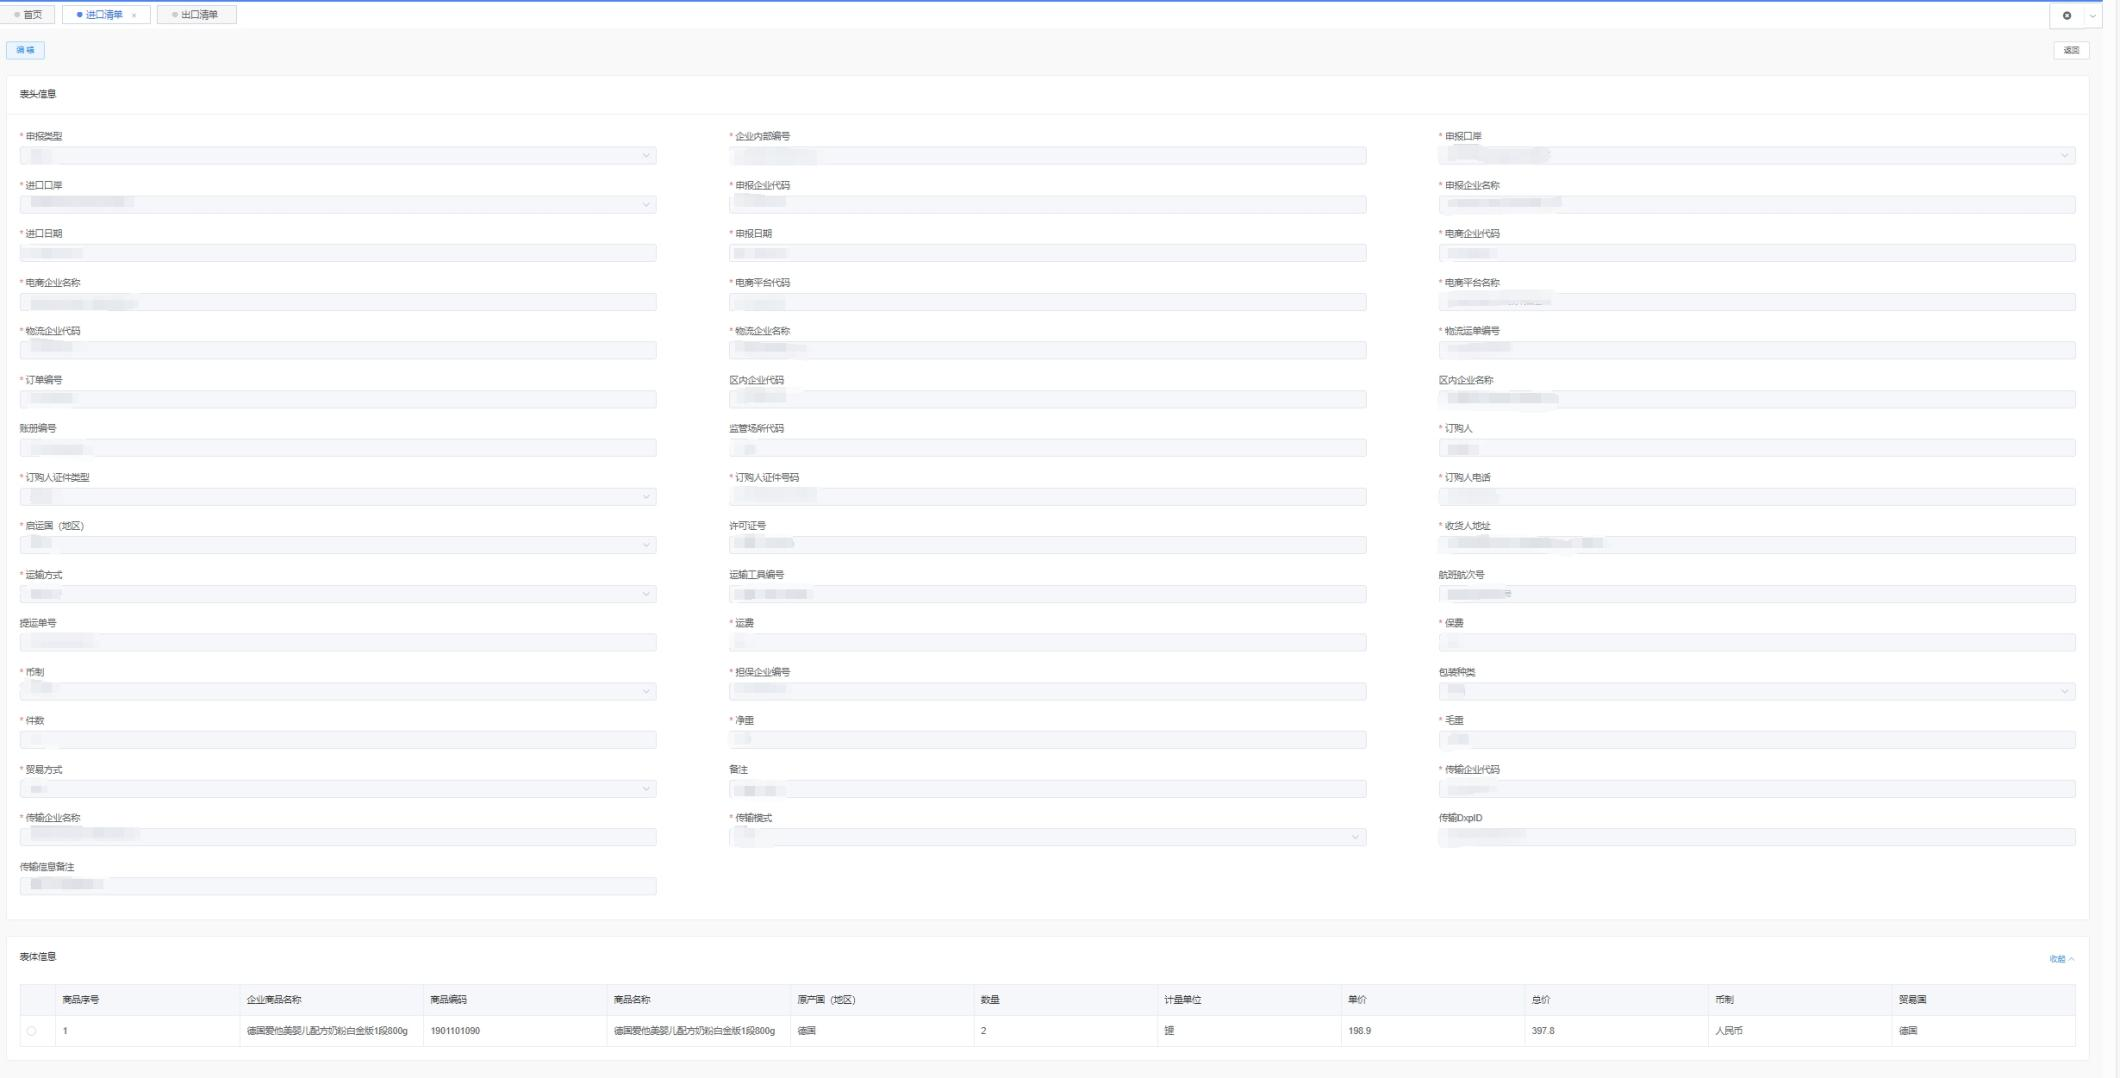 首页 进口清单 × 出口清单
编 辑 返回
表头信息
* 申报类型 * 企业内部编号 * 申报口岸
* 进口口岸 * 申报企业代码 * 申报企业名称
* 进口日期 * 申报日期 * 电商企业代码
* 电商企业名称 * 电商平台代码 * 电商平台名称
* 物流企业代码 * 物流企业名称 * 物流运单编号
* 订单编号 区内企业代码 区内企业名称
账册编号 监管场所代码 * 订购人
* 订购人证件类型 * 订购人证件号码 * 订购人电话
* 启运国（地区） 许可证号 * 收货人地址
* 运输方式 运输工具编号 航班航次号
提运单号 * 运费 * 保费
* 币制 * 担保企业编号 包装种类
* 件数 * 净重 * 毛重
* 贸易方式 备注 * 传输企业代码
* 传输企业名称 * 传输模式 传输DxpID
传输信息备注
表体信息 收起
商品序号 企业商品名称 商品编码 商品名称 原产国（地区） 数量 计量单位 单价 总价 币制 贸易国
1 德国爱他美婴儿配方奶粉白金版1段800g 1901101090 德国爱他美婴儿配方奶粉白金版1段800g 德国 2 罐 198.9 397.8 人民币 德国